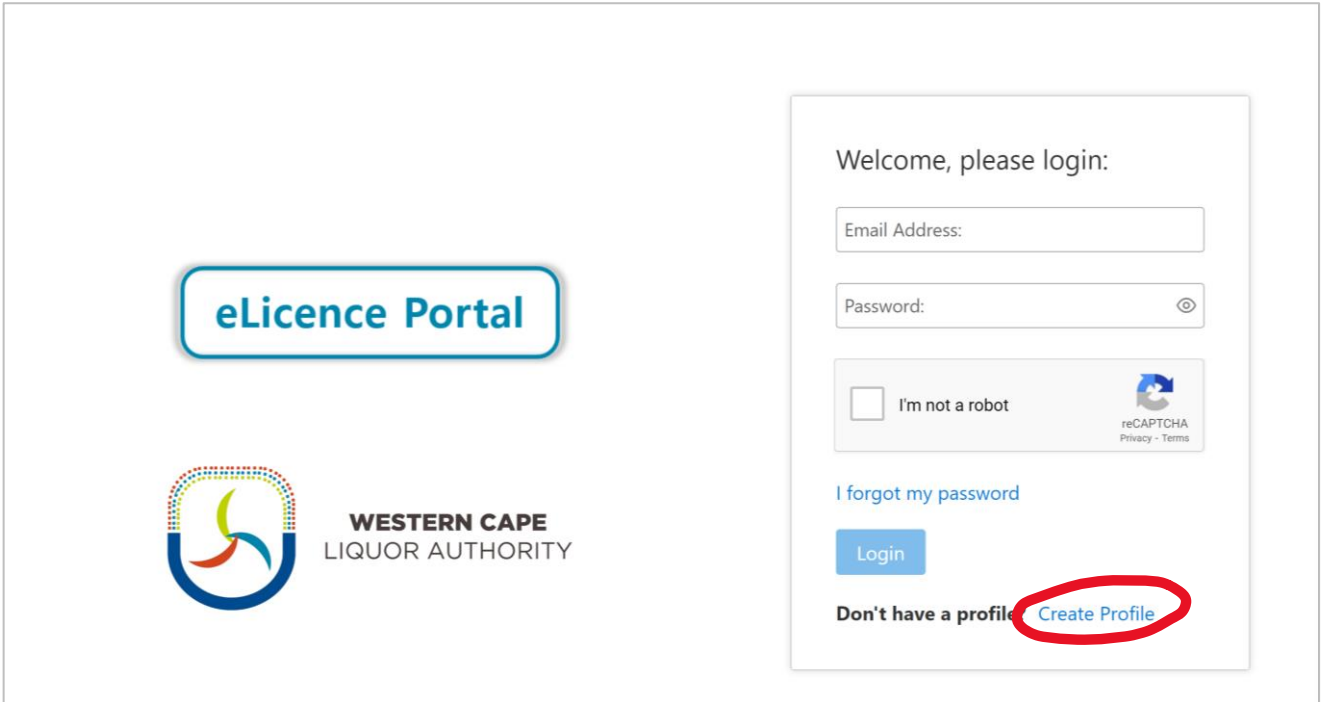 eLicence Portal
WESTERN CAPE
LIQUOR AUTHORITY
Welcome, please login:
Email Address:
Password:
I'm not a robot
reCAPTCHA
Privacy - Terms
I forgot my password
Login
Don't have a profile Create Profile